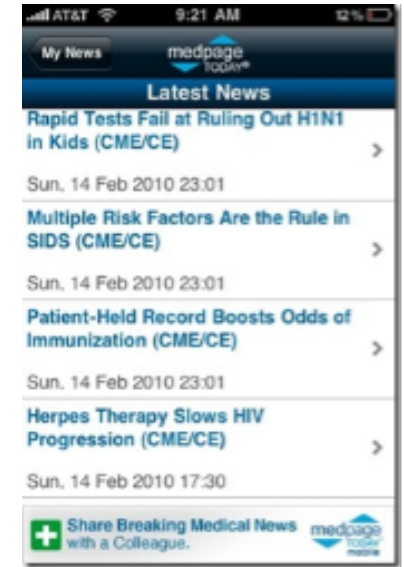 AT&T 9:21 AM 12%
My News
medpage
TODAY®
Latest News
Rapid Tests Fail at Ruling Out H1N1
in Kids (CME/CE)
Sun, 14 Feb 2010 23:01
Multiple Risk Factors Are the Rule in
SIDS (CME/CE)
Sun, 14 Feb 2010 23:01
Patient-Held Record Boosts Odds of
Immunization (CME/CE)
Sun, 14 Feb 2010 23:01
Herpes Therapy Slows HIV
Progression (CME/CE)
Sun, 14 Feb 2010 17:30
Share Breaking Medical News
with a Colleague.
medpage
TODAY
mobile